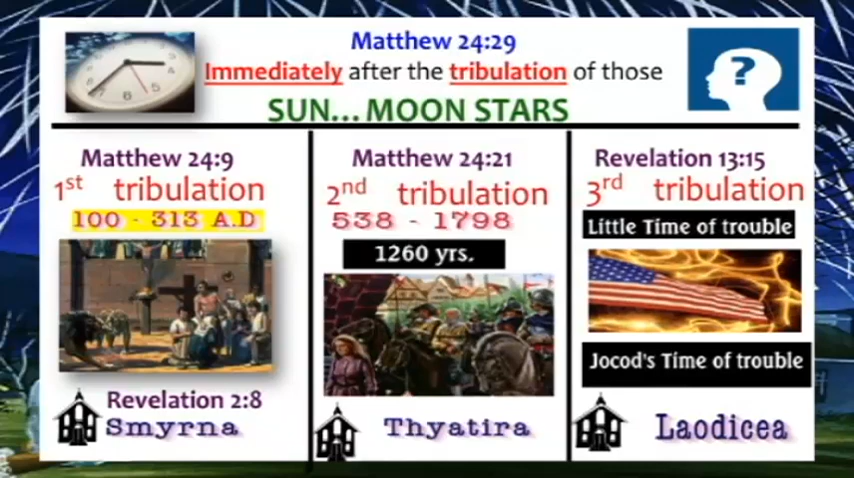 Matthew 24:29
Immediately after the tribulation of those
SUN... MOON STARS
Matthew 24:9
1st tribulation
100 - 313 A.D
Revelation 2:8
Smyrna
Matthew 24:21
2nd tribulation
538 - 1798
1260 yrs.
Thyatira
Revelation 13:15
3rd tribulation
Little Time of trouble
Jocod's Time of trouble
Laodicea